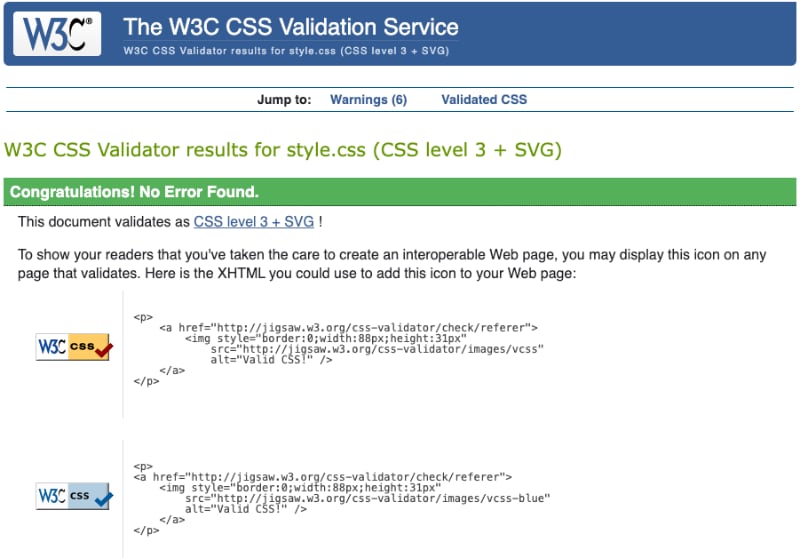 W3C®
The W3C CSS Validation Service
W3C CSS Validator results for style.css (CSS level 3 + SVG)
Jump to: Warnings (6) Validated CSS
W3C CSS Validator results for style.css (CSS level 3 + SVG)
Congratulations! No Error Found.
This document validates as CSS level 3 + SVG !
To show your readers that you've taken the care to create an interoperable Web page, you may display this icon on any
page that validates. Here is the XHTML you could use to add this icon to your Web page:
<p>
<a href="http://jigsaw.w3.org/css-validator/check/referer">
<img style="border:0;width:88px;height:31px"
W3C css
src="http://jigsaw.w3.org/css-validator/images/vcss"
alt="Valid CSS!" />
</a>
</p>
<p>
<a href="http://jigsaw.w3.org/css-validator/check/referer">
<img style="border:0;width:88px;height:31px"
W3C css
src="http://jigsaw.w3.org/css-validator/images/vcss-blue"
alt="Valid CSS!" />
</a>
</p>